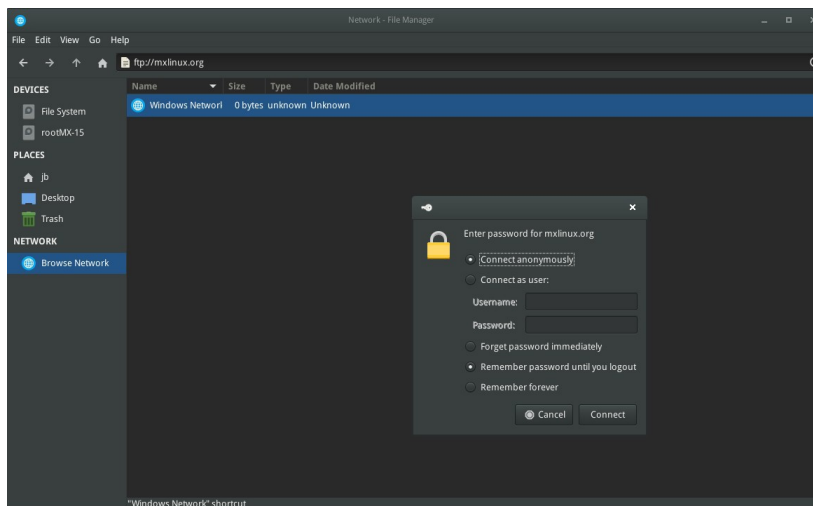 Network - File Manager
File Edit View Go Help
ftp://mxlinux.org
DEVICES
File System
rootMX-15
PLACES
jb
Desktop
Trash
NETWORK
Browse Network
Name Size Type Date Modified
Windows Networl 0 bytes unknown Unknown
Enter password for mxlinux.org
Connect anonymously
Connect as user:
Username:
Password:
Forget password immediately
Remember password until you logout
Remember forever
Cancel Connect
"Windows Network" shortcut